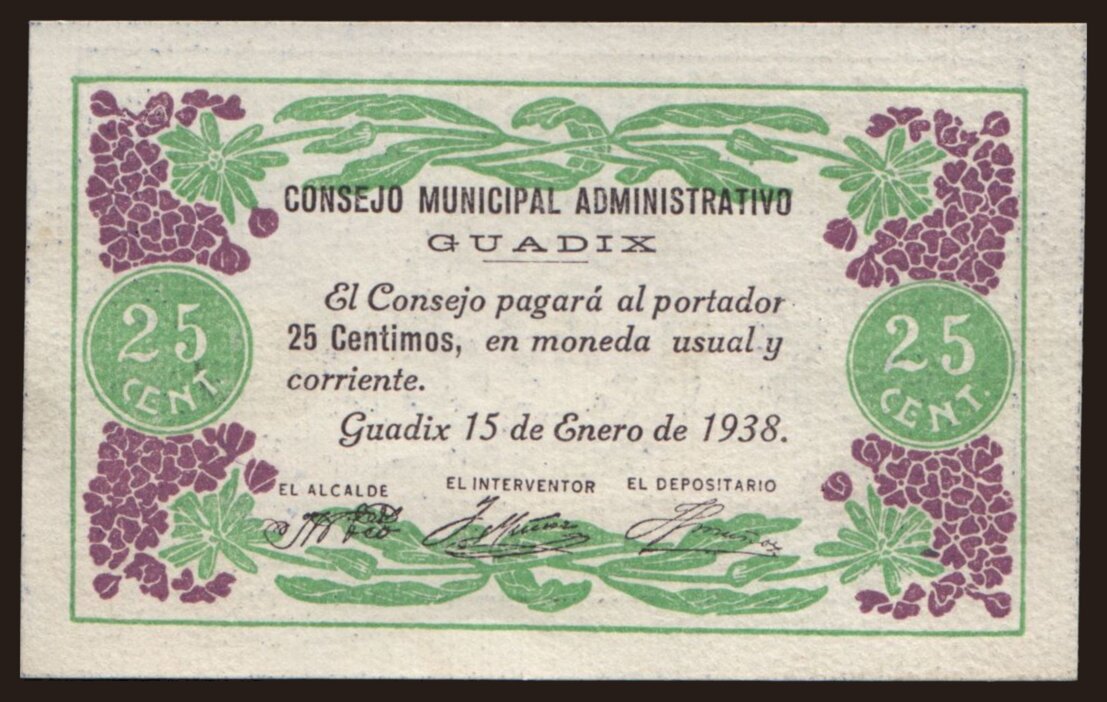 CONSEJO MUNICIPAL ADMINISTRATIVO
GUADIX
El Consejo pagará al portador
25 Centimos, en moneda usual y
corriente.
Guadix 15 de Enero de 1938.
25
CENT.
25
CENT.
EL ALCALDE
EL INTERVENTOR
EL DEPOSITARIO